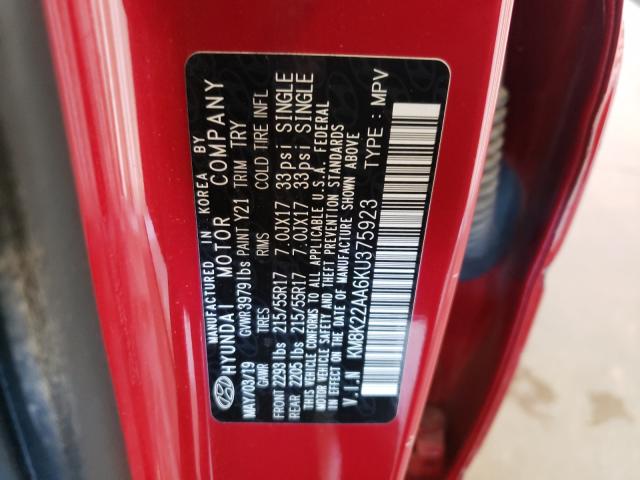 MANUFACTURED IN KOREA BY
HYUNDAI MOTOR COMPANY
MAY/03/19 GVWR 3979 lbs PAINT Y21 TRIM TRY
GAWR TIRES RIMS COLD TIRE INFL
FRONT 2293 lbs 215/55R17 7.0JX17 33psi SINGLE
REAR 2205 lbs 215/55R17 7.0JX17 33psi SINGLE
THIS VEHICLE CONFORMS TO ALL APPLICABLE U.S.A. FEDERAL
MOTOR VEHICLE SAFETY AND THEFT PREVENTION STANDARDS
IN EFFECT ON THE DATE OF MANUFACTURE SHOWN ABOVE
V.I.N KM8K22AA6KU375923 TYPE: MPV